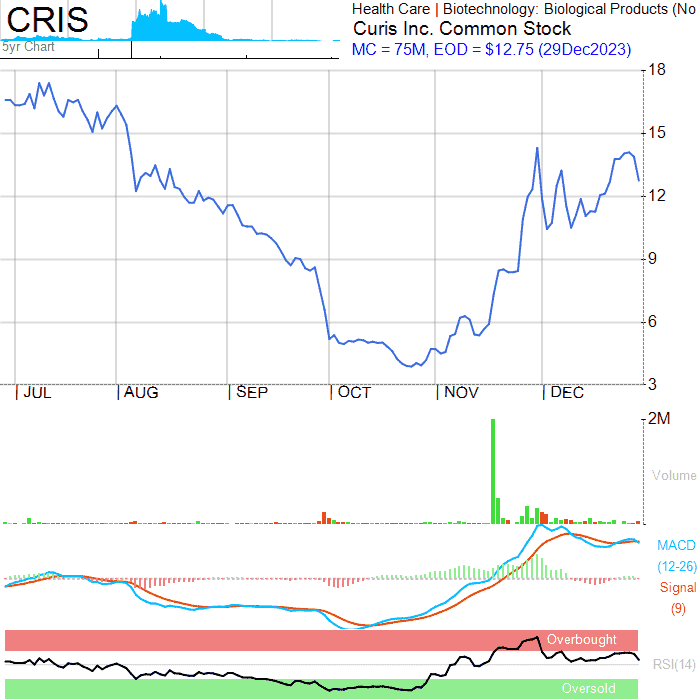 CRIS
5yr Chart
Health Care | Biotechnology: Biological Products (No
Curis Inc. Common Stock
MC = 75M, EOD = $12.75 (29Dec2023)
18
15
12
9
6
3
JUL AUG SEP OCT NOV DEC
2M
Volume
MACD
(12-26)
Signal
(9)
Overbought
RSI(14)
Oversold